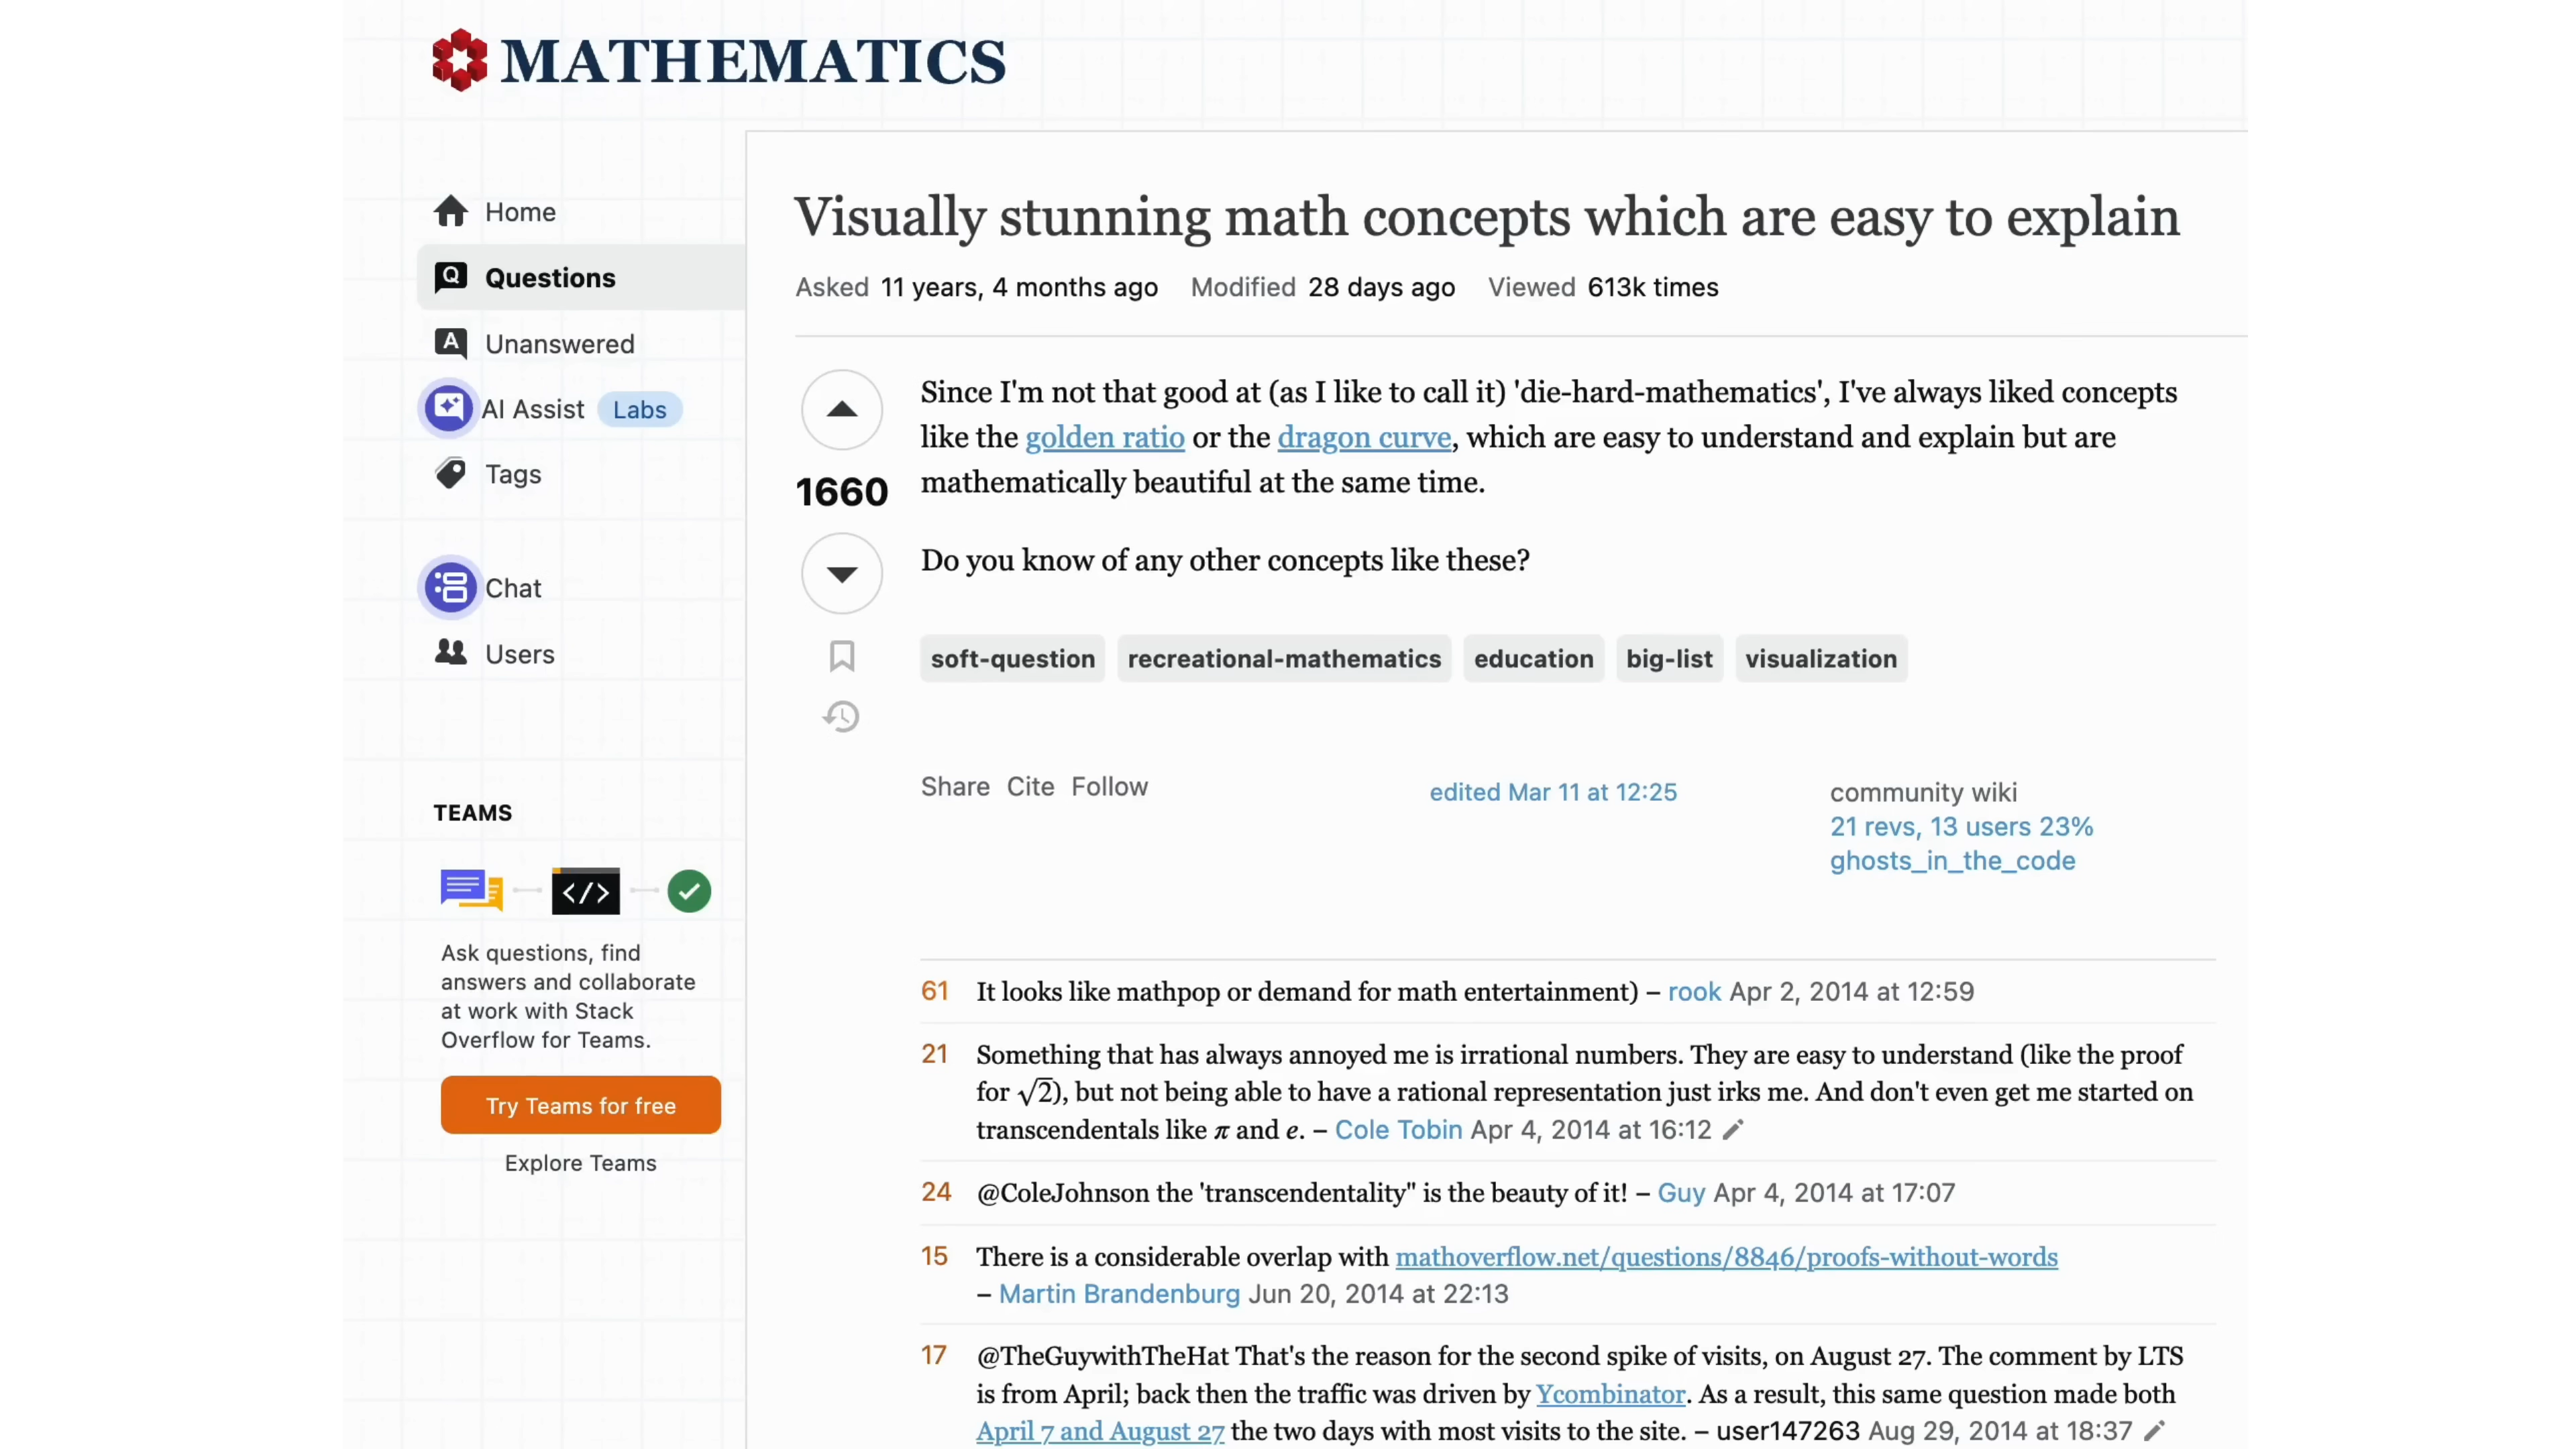 MATHEMATICS
Home
Questions
Unanswered
AI Assist Labs
Tags
Chat
Users
TEAMS
Ask questions, find
answers and collaborate
at work with Stack
Overflow for Teams.
Try Teams for free
Explore Teams
Visually stunning math concepts which are easy to explain
Asked 11 years, 4 months ago Modified 28 days ago Viewed 613k times
1660
Since I'm not that good at (as I like to call it) 'die-hard-mathematics', I've always liked concepts
like the golden ratio or the dragon curve, which are easy to understand and explain but are
mathematically beautiful at the same time.
Do you know of any other concepts like these?
soft-question recreational-mathematics education big-list visualization
Share Cite Follow
edited Mar 11 at 12:25
community wiki
21 revs, 13 users 23%
ghosts_in_the_code
61 It looks like mathpop or demand for math entertainment) – rook Apr 2, 2014 at 12:59
21 Something that has always annoyed me is irrational numbers. They are easy to understand (like the proof
for √2), but not being able to have a rational representation just irks me. And don't even get me started on
transcendentals like π and e. – Cole Tobin Apr 4, 2014 at 16:12
24 @ColeJohnson the 'transcendentality" is the beauty of it! – Guy Apr 4, 2014 at 17:07
15 There is a considerable overlap with mathoverflow.net/questions/8846/proofs-without-words
– Martin Brandenburg Jun 20, 2014 at 22:13
17 @TheGuywithTheHat That's the reason for the second spike of visits, on August 27. The comment by LTS
is from April; back then the traffic was driven by Ycombinator. As a result, this same question made both
April 7 and August 27 the two days with most visits to the site. – user147263 Aug 29, 2014 at 18:37